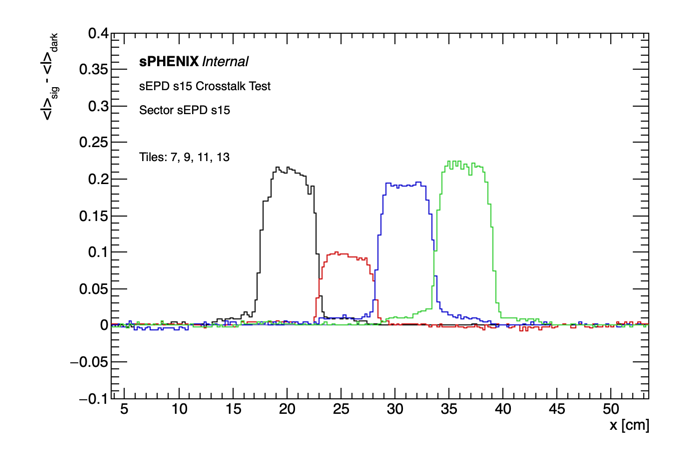 0.4
0.35
0.3
0.25
0.2
0.15
0.1
0.05
0
−0.05
−0.1
<I>sig - <I>dark
sPHENIX Internal
sEPD s15 Crosstalk Test
Sector sEPD s15
Tiles: 7, 9, 11, 13
5 10 15 20 25 30 35 40 45 50
x [cm]